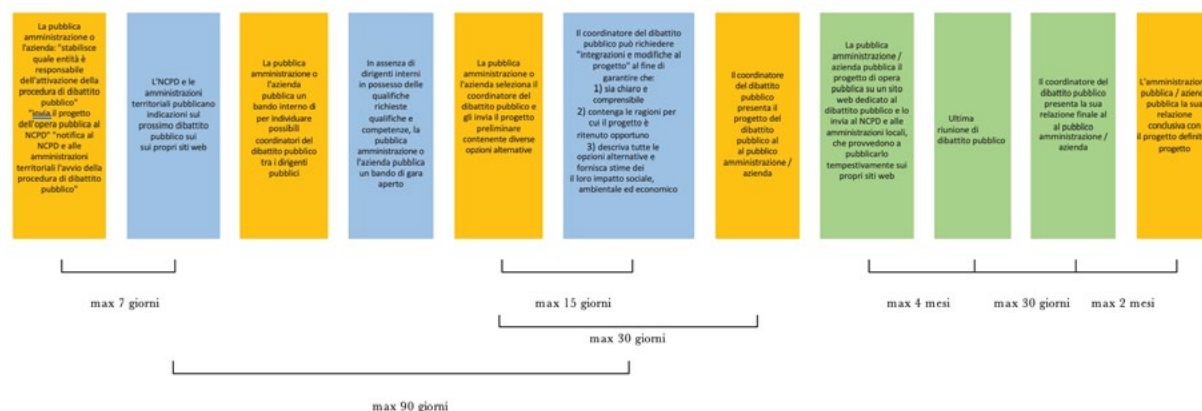 La pubblica
amministrazione o
l'azienda: "stabilisce
quale entità è
responsabile
dell'attivazione della
procedura di dibattito
pubblico"
"invia il progetto
dell'opera pubblica al
NCPD" "notifica al
NCPD e alle
amministrazioni
territoriali l'avvio della
procedura di dibattito
pubblico"
L'NCPD e le
amministrazioni
territoriali pubblicano
indicazioni sul
prossimo dibattito
pubblico sui
sui propri siti web
La pubblica
amministrazione o
l'azienda
pubblica un
bando interno di
per individuare
possibili
coordinatori del
dibattito pubblico
tra i dirigenti
pubblici
In assenza di
dirigenti interni
in possesso delle
qualifiche
richieste
qualifiche e
competenze, la
pubblica
amministrazione o
l'azienda pubblica
un bando di gara
aperto
La pubblica
amministrazione o
l'azienda seleziona il
coordinatore del
dibattito pubblico e
gli invia il progetto
preliminare
contenente diverse
opzioni alternative
Il coordinatore del dibattito
pubblico può richiedere
"integrazioni e modifiche al
progetto" al fine di
garantire che:
1) sia chiaro e
comprensibile
2) contenga le ragioni per
cui il progetto è
ritenuto opportuno
3) descriva tutte le
opzioni alternative e
fornisca stime dei
il loro impatto sociale,
ambientale ed economico
Il coordinatore
del dibattito
pubblico
presenta il
progetto del
dibattito
pubblico al
al pubblico
amministrazione /
azienda
La pubblica
amministrazione /
azienda pubblica il
progetto di opera
pubblica su un sito
web dedicato al
dibattito pubblico e lo
invia al NCPD e alle
amministrazioni locali,
che provvedono a
pubblicarlo
tempestivamente sui
propri siti web
Ultima
riunione di
dibattito pubblico
Il coordinatore del
dibattito pubblico
presenta la sua
relazione finale al
al pubblico
amministrazione /
azienda
L'amministrazion
pubblica / azienda
pubblica la sua
relazione
conclusiva con
Il progetto definit
progetto
max 7 giorni
max 15 giorni
max 4 mesi
max 30 giorni
max 2 mesi
max 30 giorni
max 90 giorni